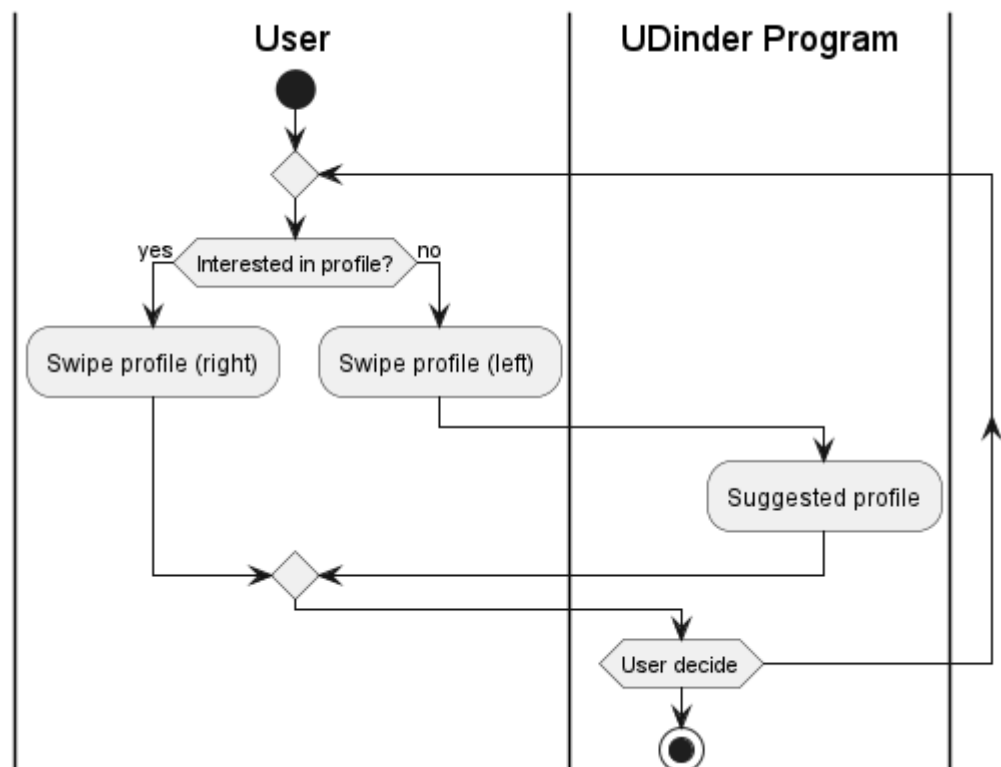 User
UDinder Program
yes
Interested in profile?
no
Swipe profile (right)
Swipe profile (left)
Suggested profile
User decide